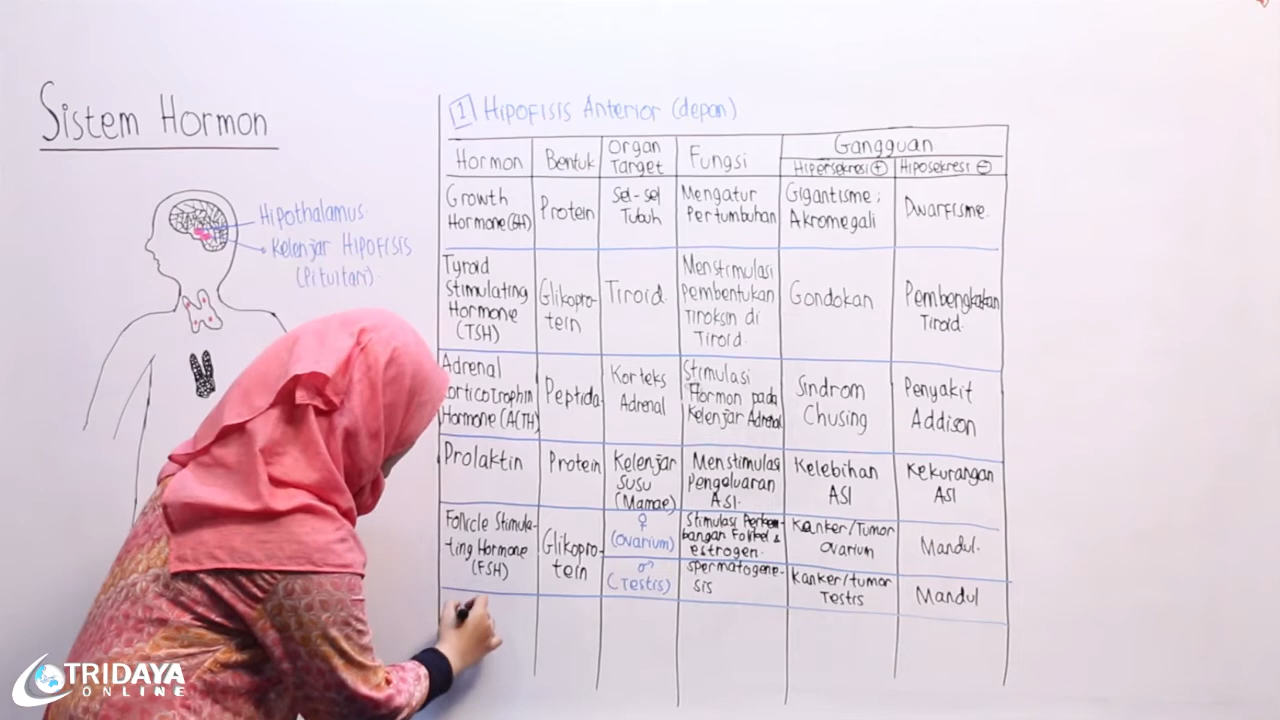 Sistem Hormon
Hipothalamus.
Kelenjar HIPOFISIS
(Pituitari).
1 HIPOFISIS ANTERIOR (depan)
Hormon
Bentuk
Organ
Target
Fungsi
Gangguan
Hipersekresi +
Hiposekresi -
Growth
Hormone (GH)
Protein
Sel-sel
Tubuh
Mengatur
Pertumbuhan
Gigantisme ;
Akromegali
Dwarfisme.
Tyroid
Stimulating
Hormone
(TSH)
Glikopro-
tein
Tiroid.
Menstimulasi
pembentukan
Tiroksin di
Tiroid.
Gondokan
Pembengkakan
Tiroid.
Adrenal
CorticoTrophin
Hormone (ACTH)
Peptida
Korteks
Adrenal
Stimulasi
Hormon pada
Kelenjar Adrenal
Sindrom
Chusing
Penyakit
Addison
Prolaktin
Protein
Kelenjar
Susu
(Mamae)
Menstimulasi
Pengeluaran
ASI.
Kelebihan
ASI
Kekurangan
ASI
Follicle Stimula-
ting Hormone
(FSH)
Glikopro-
tein
♀
(Ovarium)
Stimulasi Perkem-
bangan Folikel &
estrogen.
Kanker/Tumor
Ovarium
Mandul.
♂
(Testis)
Spermatogene-
sis
Kanker/tumor
Testis
Mandul
TRIDAYA
ONLINE